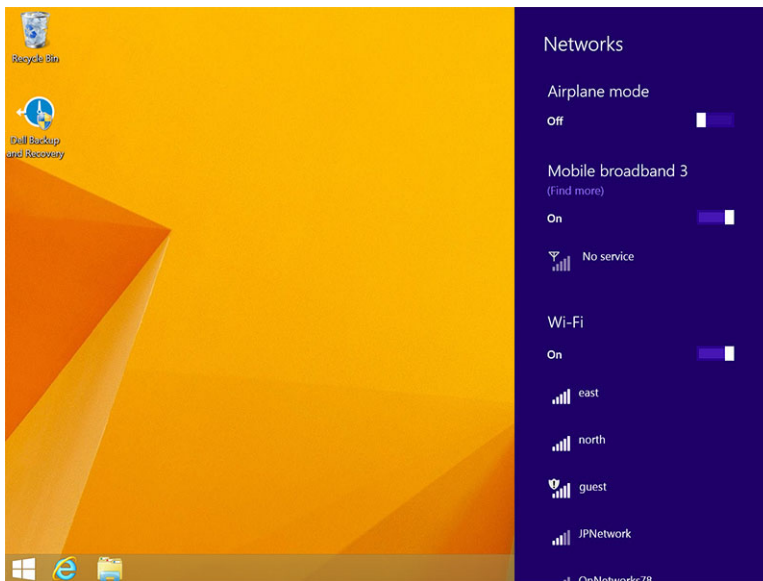 Recycle Bin
Dell Backup
and Recovery
Networks
Airplane mode
Off
Mobile broadband 3
(Find more)
On
No service
Wi-Fi
On
east
north
guest
JPNetwork
OnNetworks78